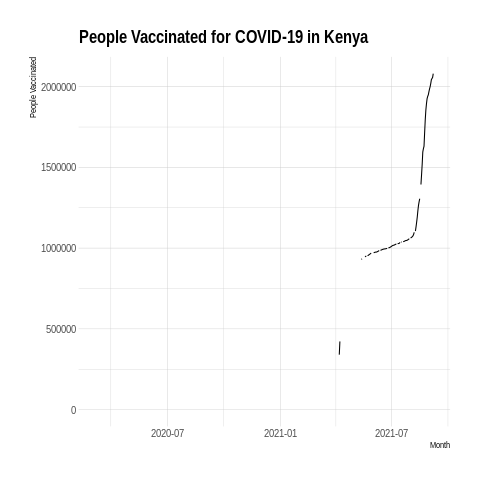 People Vaccinated for COVID-19 in Kenya
People Vaccinated
2000000
1500000
1000000
500000
0
2020-07 2021-01 2021-07
Month